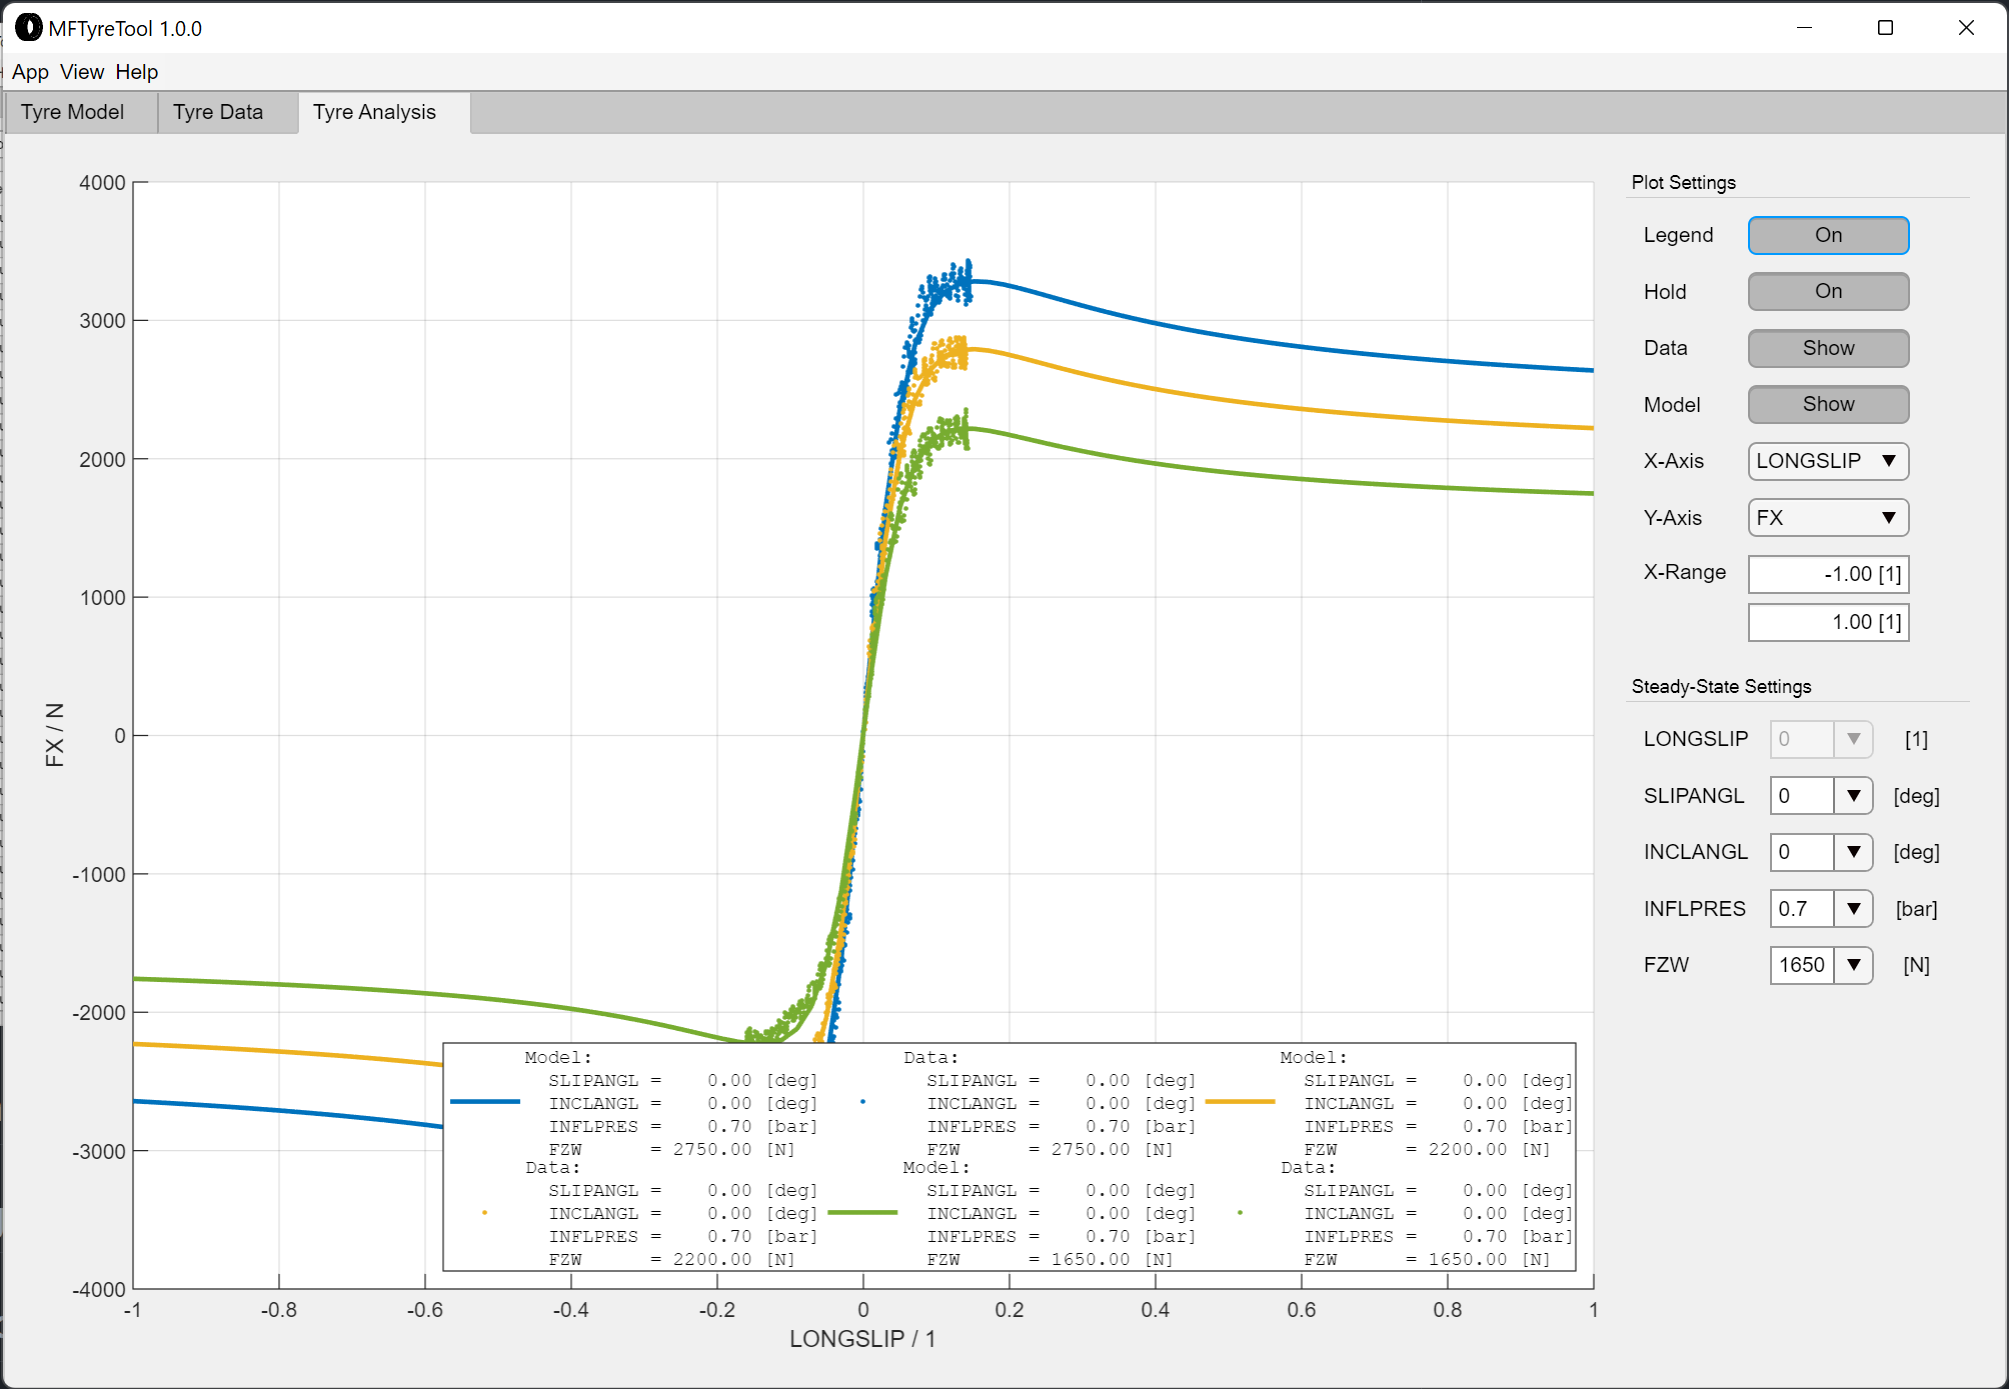 MFTyreTool 1.0.0
App View Help
Tyre Model Tyre Data Tyre Analysis
4000
3000
2000
1000
0
-1000
-2000
-3000
-4000
FX / N
-1 -0.8 -0.6 -0.4 -0.2 0 0.2 0.4 0.6 0.8 1
LONGSLIP / 1
Model:
SLIPANGL = 0.00 [deg]
INCLANGL = 0.00 [deg]
INFLPRES = 0.70 [bar]
FZW = 2750.00 [N]
Data:
SLIPANGL = 0.00 [deg]
INCLANGL = 0.00 [deg]
INFLPRES = 0.70 [bar]
FZW = 2750.00 [N]
Model:
SLIPANGL = 0.00 [deg]
INCLANGL = 0.00 [deg]
INFLPRES = 0.70 [bar]
FZW = 2200.00 [N]
Data:
SLIPANGL = 0.00 [deg]
INCLANGL = 0.00 [deg]
INFLPRES = 0.70 [bar]
FZW = 2200.00 [N]
Model:
SLIPANGL = 0.00 [deg]
INCLANGL = 0.00 [deg]
INFLPRES = 0.70 [bar]
FZW = 1650.00 [N]
Data:
SLIPANGL = 0.00 [deg]
INCLANGL = 0.00 [deg]
INFLPRES = 0.70 [bar]
FZW = 1650.00 [N]
Plot Settings
Legend On
Hold On
Data Show
Model Show
X-Axis LONGSLIP
Y-Axis FX
X-Range -1.00 [1]
1.00 [1]
Steady-State Settings
LONGSLIP 0 [1]
SLIPANGL 0 [deg]
INCLANGL 0 [deg]
INFLPRES 0.7 [bar]
FZW 1650 [N]